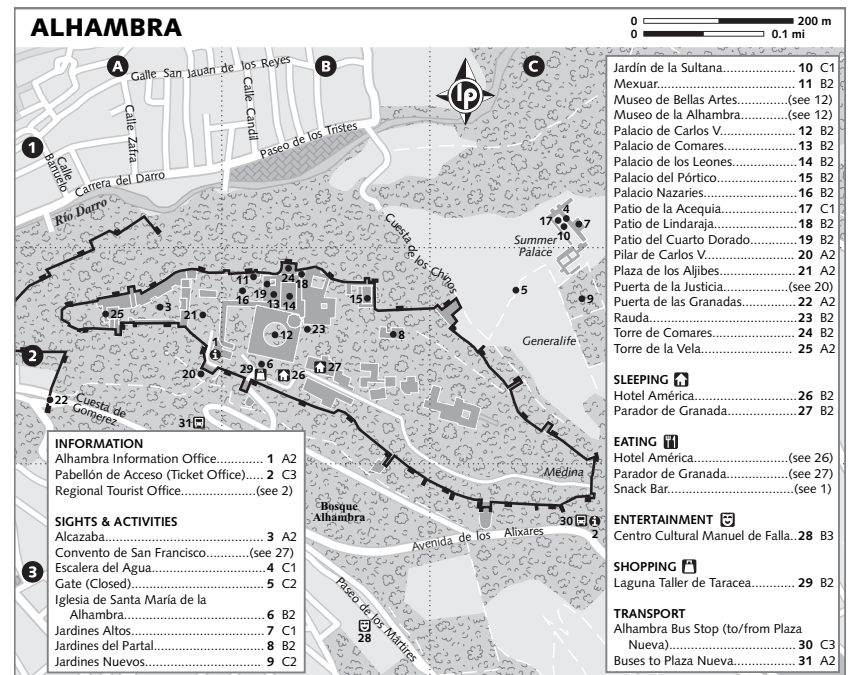 ALHAMBRA
0 200 m
0 0.1 mi
A
B
C
1
2
3
lp
Calle San Jauan de los Reyes
Calle Zafra
Calle Candil
Calle Bañuelo
Carrera del Darro
Paseo de los Tristes
Río Darro
Cuesta de los Chinos
Summer
Palace
4
17
7
10
5
9
Generalife
24
11
18
16
19
13
14
15
3
25
21
12
23
8
1
i
20
29
6
26
27
22
Cuesta de
Gomerez
31
Medina
Bosque
Alhambra
30
i
2
Avenida de los Alixares
Paseo de los Mártires
28
INFORMATION
Alhambra Information Office............ 1 A2
Pabellón de Acceso (Ticket Office)..... 2 C3
Regional Tourist Office...................(see 2)
SIGHTS & ACTIVITIES
Alcazaba............................. 3 A2
Convento de San Francisco..........(see 27)
Escalera del Agua.................... 4 C1
Gate (Closed)........................ 5 C2
Iglesia de Santa María de la
Alhambra............................. 6 B2
Jardines Altos....................... 7 C1
Jardines del Partal.................. 8 B2
Jardines Nuevos...................... 9 C2
Jardín de la Sultana................. 10 C1
Mexuar............................... 11 B2
Museo de Bellas Artes..............(see 12)
Museo de la Alhambra...............(see 12)
Palacio de Carlos V.................. 12 B2
Palacio de Comares................... 13 B2
Palacio de los Leones................ 14 B2
Palacio del Pórtico.................. 15 B2
Palacio Nazaries..................... 16 B2
Patio de la Acequia.................. 17 C1
Patio de Lindaraja................... 18 B2
Patio del Cuarto Dorado.............. 19 B2
Pilar de Carlos V.................... 20 A2
Plaza de los Aljibes................. 21 A2
Puerta de la Justicia..............(see 20)
Puerta de las Granadas............... 22 A2
Rauda................................ 23 B2
Torre de Comares..................... 24 B2
Torre de la Vela..................... 25 A2
SLEEPING
Hotel América........................ 26 B2
Parador de Granada................... 27 B2
EATING
Hotel América......................(see 26)
Parador de Granada.................(see 27)
Snack Bar...........................(see 1)
ENTERTAINMENT
Centro Cultural Manuel de Falla..28 B3
SHOPPING
Laguna Taller de Taracea............. 29 B2
TRANSPORT
Alhambra Bus Stop (to/from Plaza
Nueva)............................... 30 C3
Buses to Plaza Nueva................. 31 A2